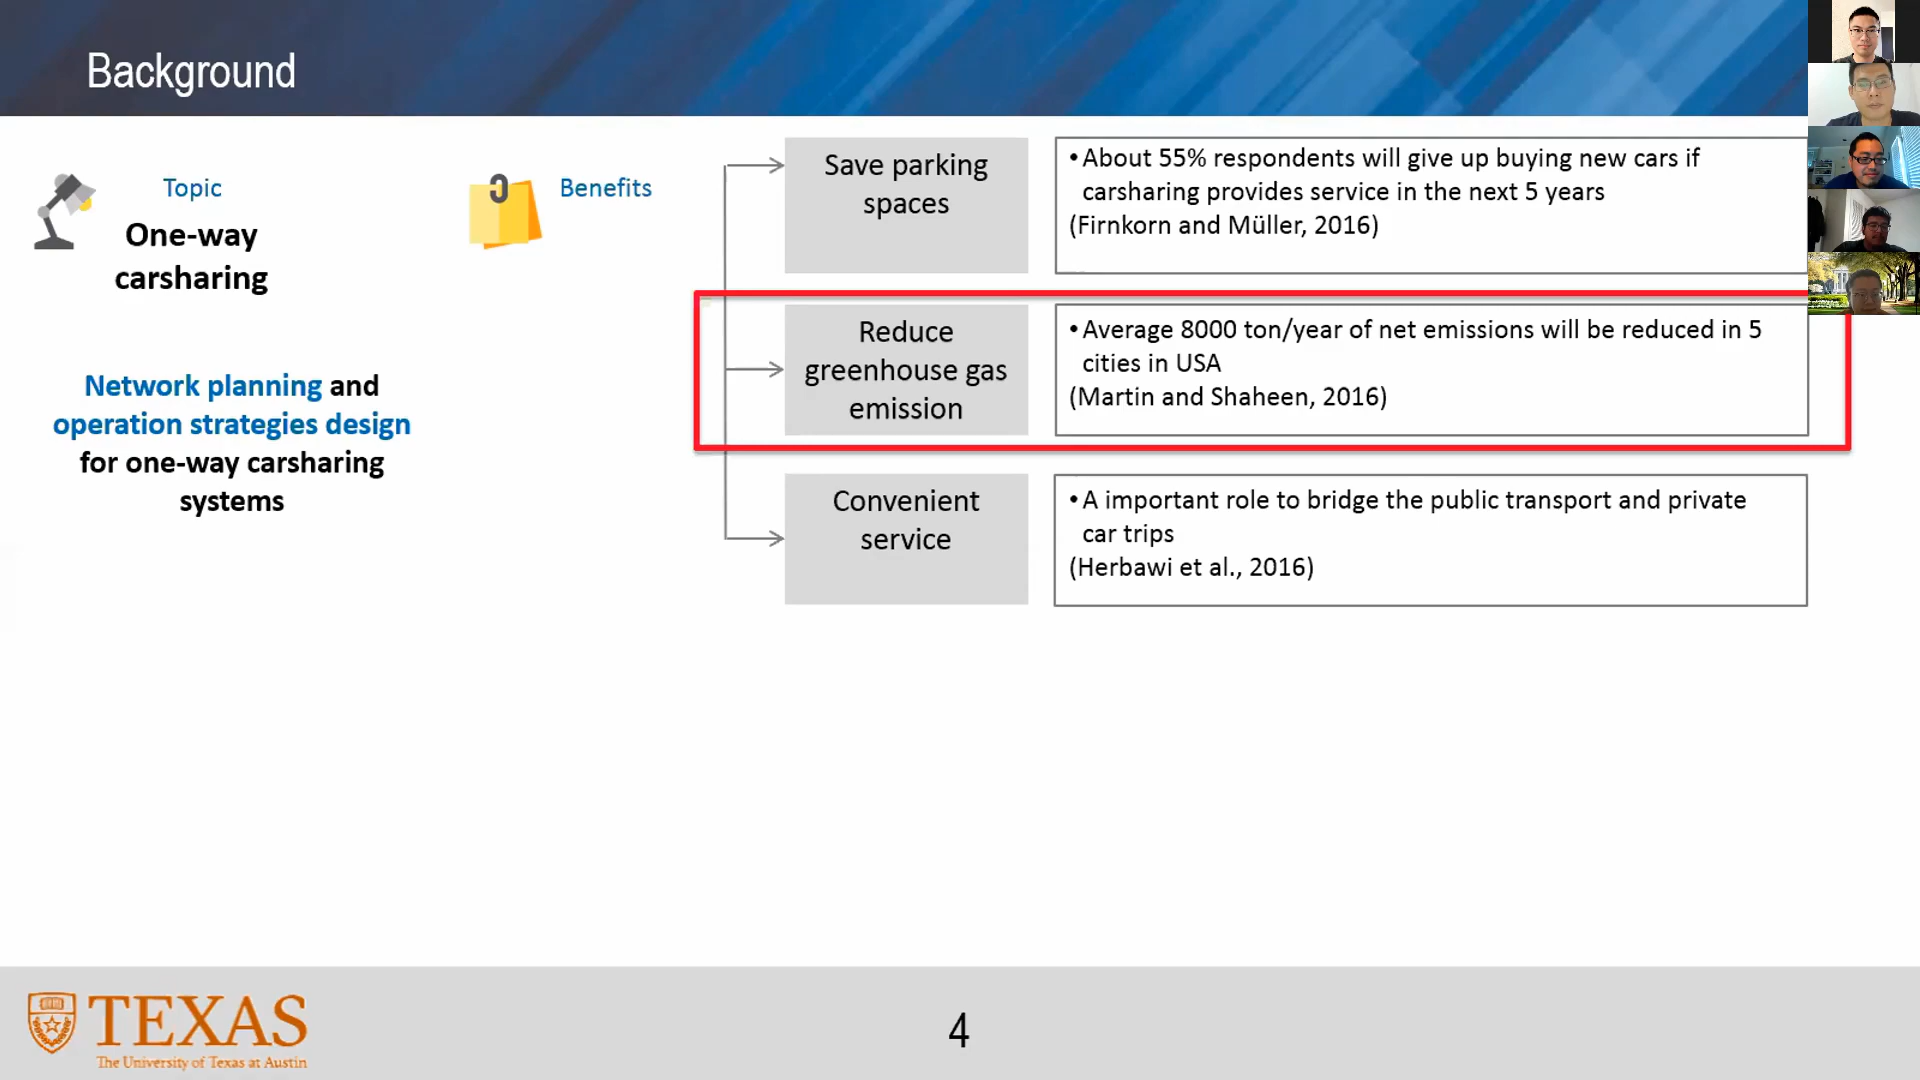 Background
Topic
One-way
carsharing
Network planning and
operation strategies design
for one-way carsharing
systems
Benefits
Save parking
spaces
•About 55% respondents will give up buying new cars if
carsharing provides service in the next 5 years
(Firnkorn and Müller, 2016)
Reduce
greenhouse gas
emission
•Average 8000 ton/year of net emissions will be reduced in 5
cities in USA
(Martin and Shaheen, 2016)
Convenient
service
•A important role to bridge the public transport and private
car trips
(Herbawi et al., 2016)
TEXAS
The University of Texas at Austin
4